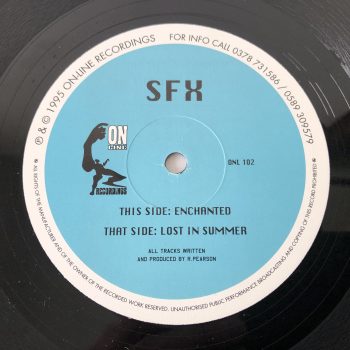 ℗ & © 1995 ON-LINE RECORDINGS FOR INFO CALL 0378 731586 / 0589 309579
SFX
ON
LINE
RECORDINGS
ONL 102
THIS SIDE: ENCHANTED
THAT SIDE: LOST IN SUMMER
ALL TRACKS WRITTEN
AND PRODUCED BY R.PEARSON
ALL RIGHTS OF THE MANUFACTURER AND OF THE OWNER OF THE RECORDED WORK RESERVED. UNAUTHORISED PUBLIC PERFORMANCE BROADCASTING AND COPYING OF THIS RECORD PROHIBITED